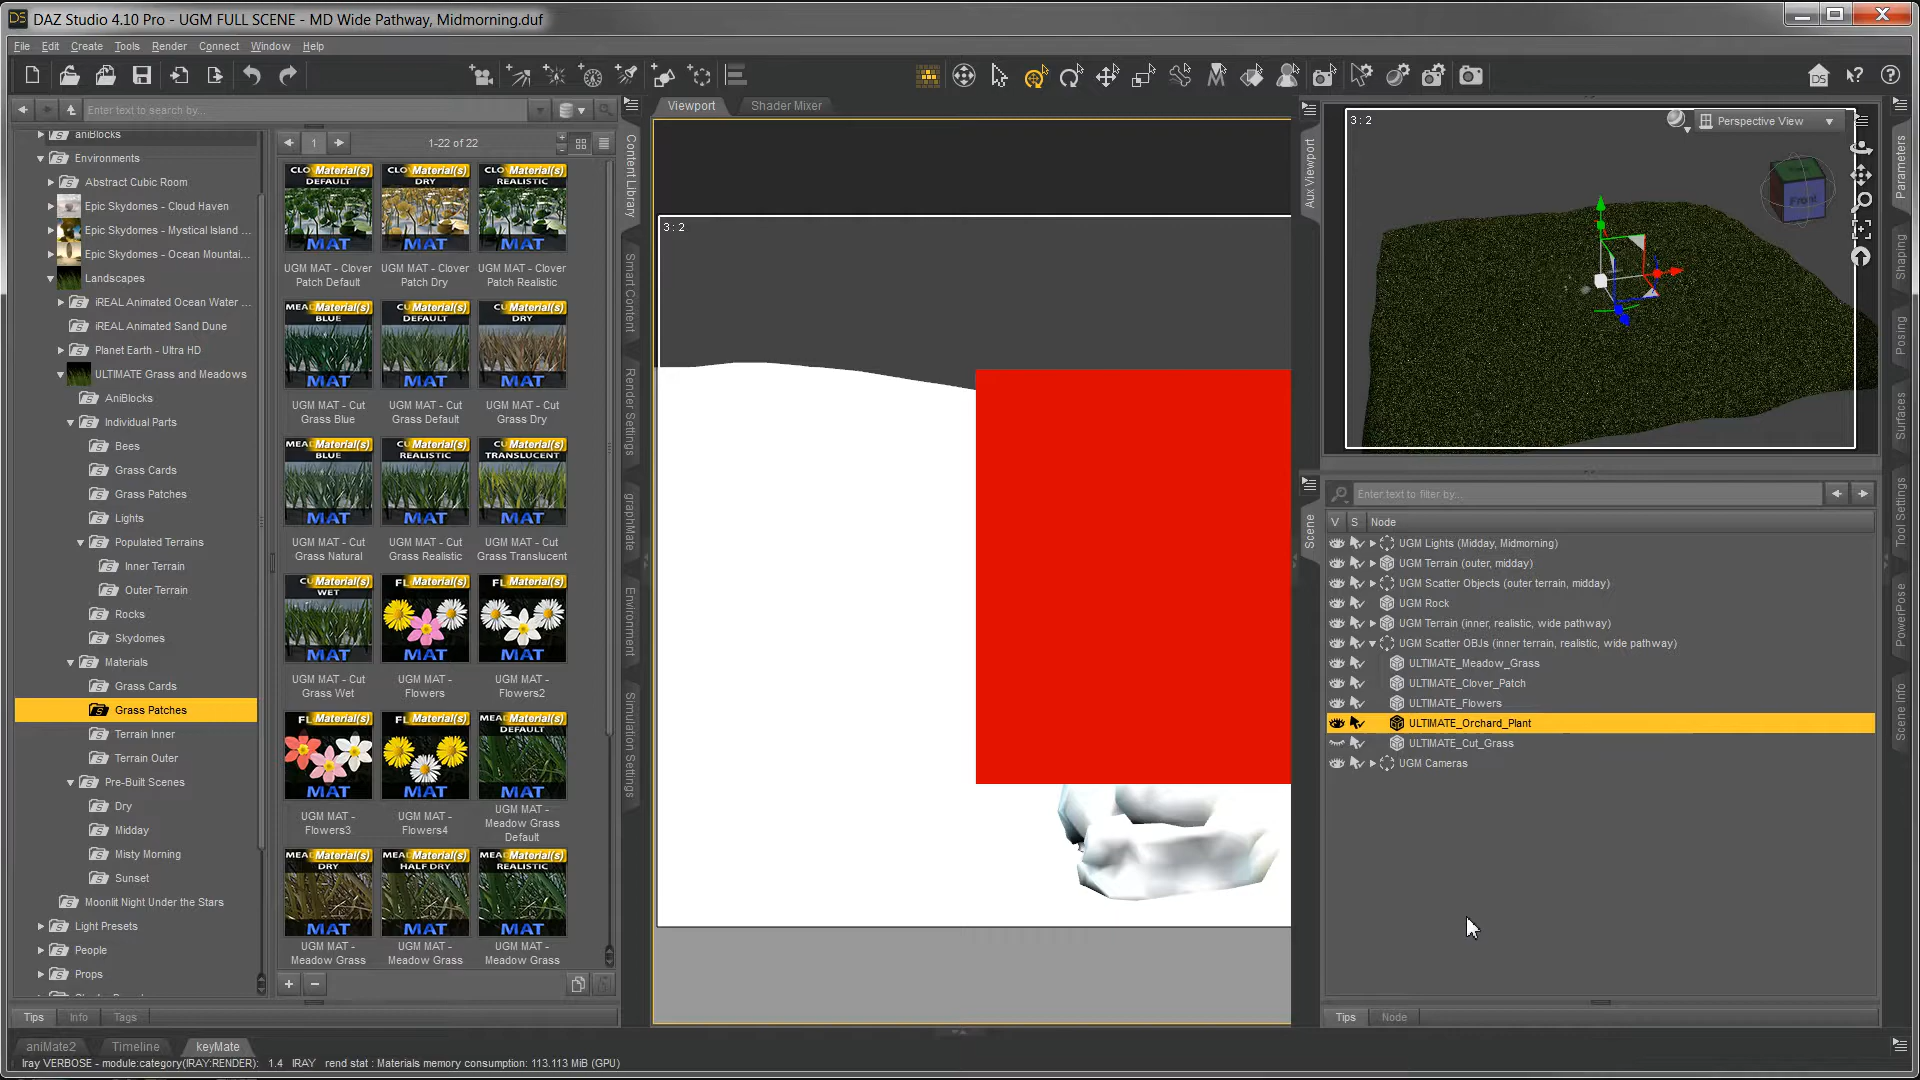 DAZ Studio 4.10 Pro - UGM FULL SCENE - MD Wide Pathway, Midmorning.duf
File Edit Create Tools Render Connect Window Help
Enter text to search by...
aniBlocks
Environments
Abstract Cubic Room
Epic Skydomes - Cloud Haven
Epic Skydomes - Mystical Island ...
Epic Skydomes - Ocean Mountai...
Landscapes
iREAL Animated Ocean Water ...
iREAL Animated Sand Dune
Planet Earth - Ultra HD
ULTIMATE Grass and Meadows
AniBlocks
Individual Parts
Bees
Grass Cards
Grass Patches
Lights
Populated Terrains
Inner Terrain
Outer Terrain
Rocks
Skydomes
Materials
Grass Cards
Grass Patches
Terrain Inner
Terrain Outer
Pre-Built Scenes
Dry
Midday
Misty Morning
Sunset
Moonlit Night Under the Stars
Light Presets
People
Props
Tips Info Tags
1 1-22 of 22
CLO Material(s) CLO Material(s) CLO Material(s)
DEFAULT DRY REALISTIC
MAT MAT MAT
UGM MAT - Clover UGM MAT - Clover UGM MAT - Clover
Patch Default Patch Dry Patch Realistic
MEA Material(s) CU Material(s) CU Material(s)
BLUE DEFAULT DRY
MAT MAT MAT
UGM MAT - Cut UGM MAT - Cut UGM MAT - Cut
Grass Blue Grass Default Grass Dry
MEA Material(s) CU Material(s) CU Material(s)
BLUE REALISTIC TRANSLUCENT
MAT MAT MAT
UGM MAT - Cut UGM MAT - Cut UGM MAT - Cut
Grass Natural Grass Realistic Grass Translucent
CU Material(s) FL Material(s) FL Material(s)
WET
MAT MAT MAT
UGM MAT - Cut UGM MAT - UGM MAT -
Grass Wet Flowers Flowers2
FL Material(s) FL Material(s) MEA Material(s)
DEFAULT
MAT MAT MAT
UGM MAT - UGM MAT - UGM MAT -
Flowers3 Flowers4 Meadow Grass
Default
MEA Material(s) MEA Material(s) MEA Material(s)
DRY HALF DRY REALISTIC
MAT MAT MAT
UGM MAT - UGM MAT - UGM MAT -
Meadow Grass Meadow Grass Meadow Grass
Content Library
Smart Content
Render Settings
graphMate
Environment
Simulation Settings
Viewport Shader Mixer
3 : 2
Aux Viewport
3 : 2
Perspective View
Front
Scene
Enter text to filter by...
V S Node
UGM Lights (Midday, Midmorning)
UGM Terrain (outer, midday)
UGM Scatter Objects (outer terrain, midday)
UGM Rock
UGM Terrain (inner, realistic, wide pathway)
UGM Scatter OBJs (inner terrain, realistic, wide pathway)
ULTIMATE_Meadow_Grass
ULTIMATE_Clover_Patch
ULTIMATE_Flowers
ULTIMATE_Orchard_Plant
ULTIMATE_Cut_Grass
UGM Cameras
Tips Node
Parameters
Shaping
Posing
Surfaces
Tool Settings
PowerPose
Scene Info
aniMate2 Timeline keyMate
Iray VERBOSE - module:category(IRAY:RENDER): 1.4 IRAY rend stat : Materials memory consumption: 113.113 MiB (GPU)